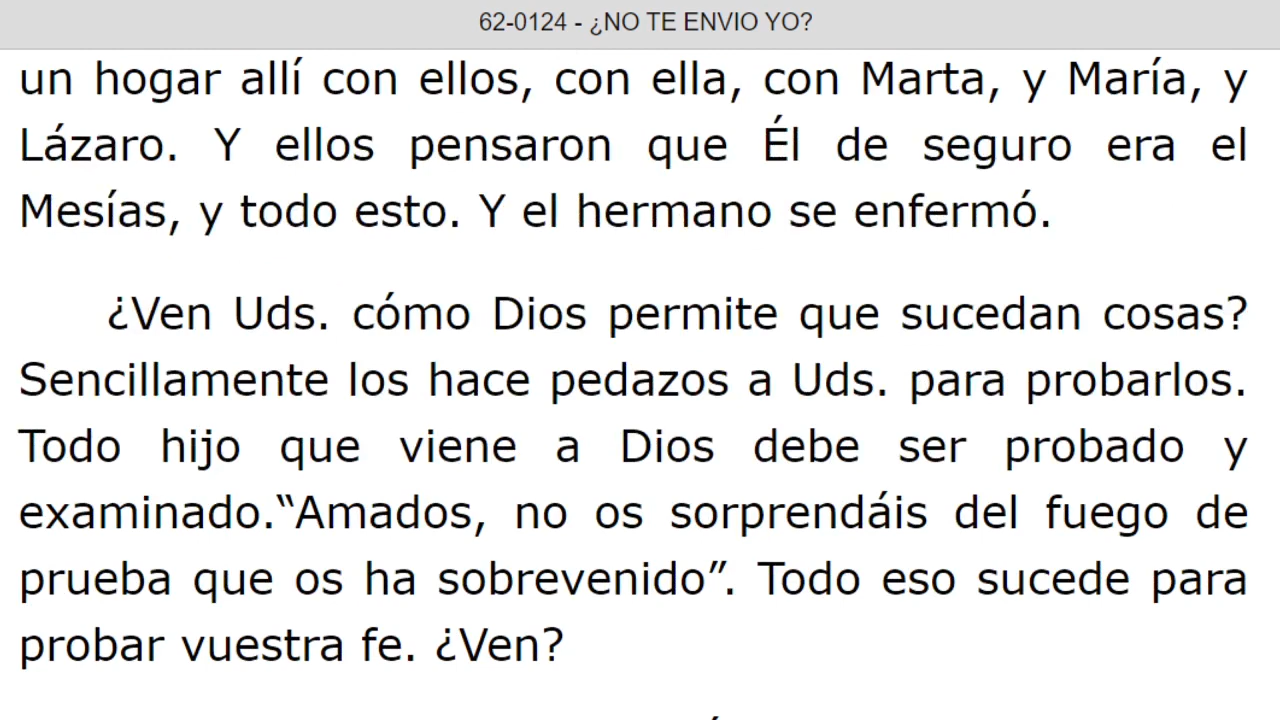 62-0124 - ¿NO TE ENVIO YO?
un hogar allí con ellos, con ella, con Marta, y María, y
Lázaro. Y ellos pensaron que Él de seguro era el
Mesías, y todo esto. Y el hermano se enfermó.
¿Ven Uds. cómo Dios permite que sucedan cosas?
Sencillamente los hace pedazos a Uds. para probarlos.
Todo hijo que viene a Dios debe ser probado y
examinado.“Amados, no os sorprendáis del fuego de
prueba que os ha sobrevenido”. Todo eso sucede para
probar vuestra fe. ¿Ven?